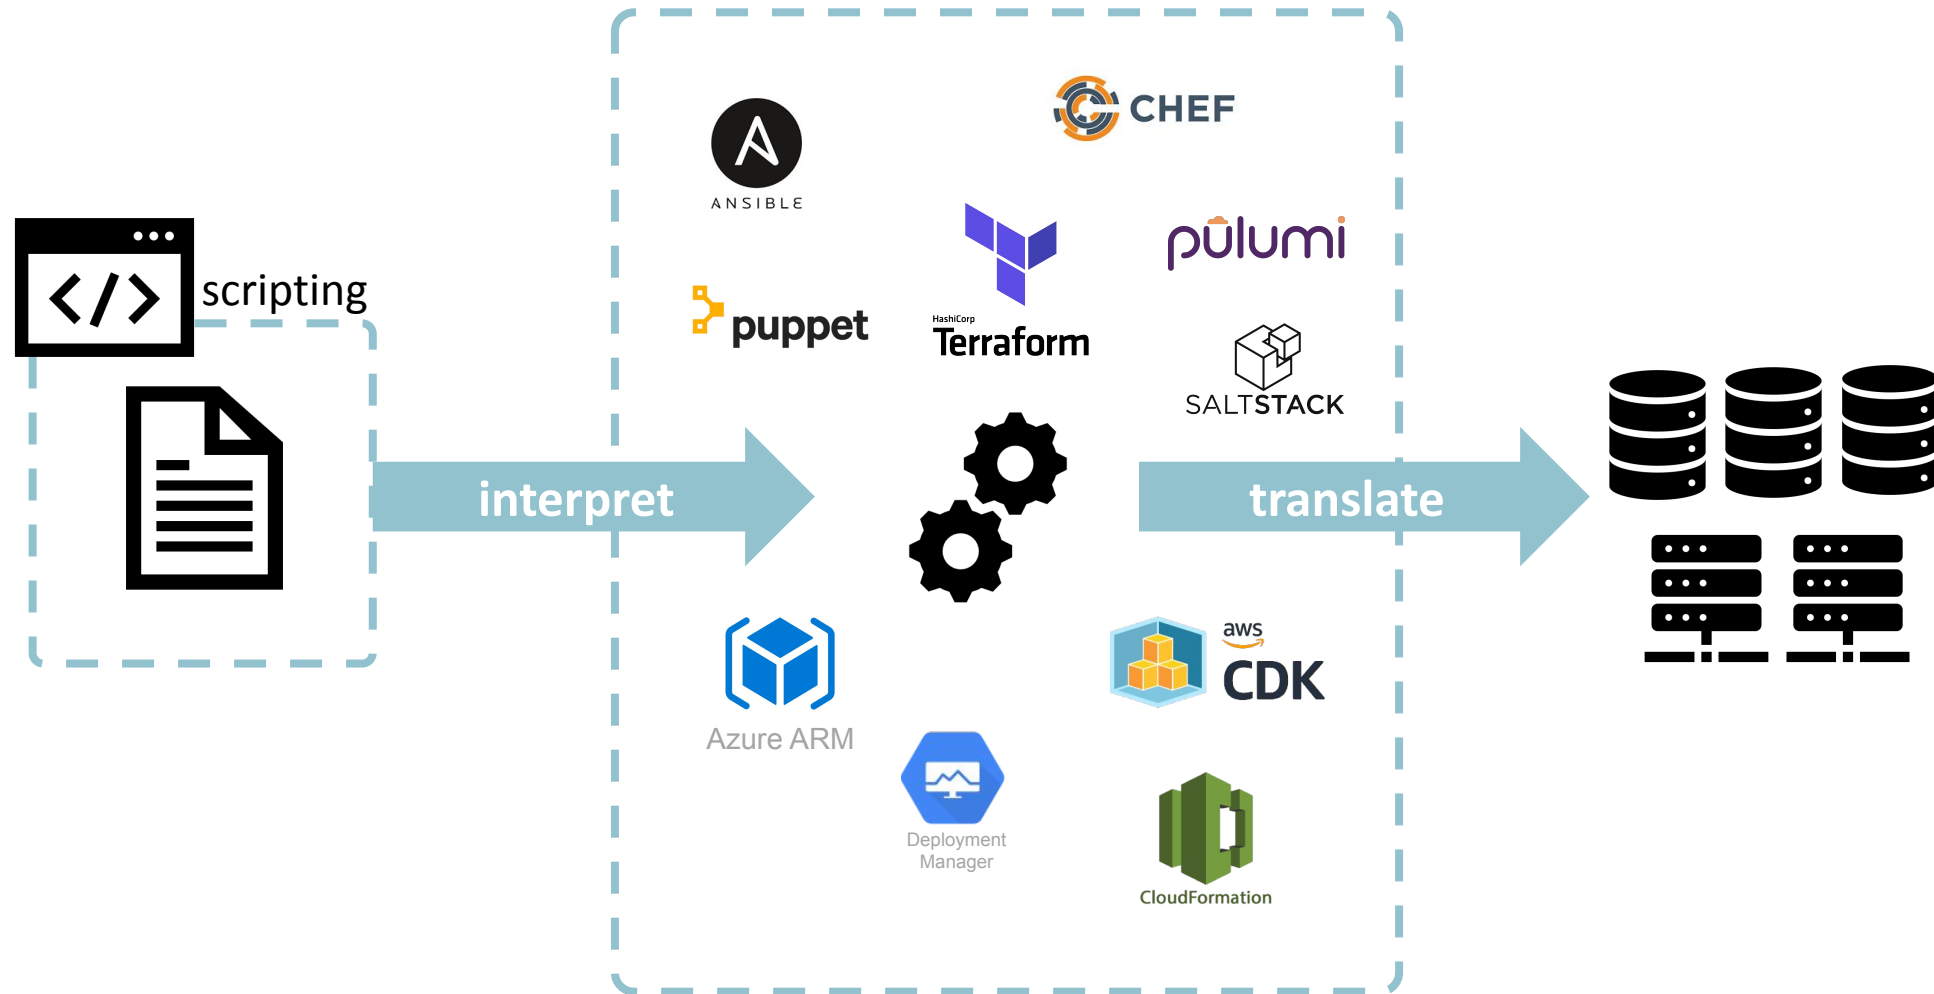 scripting
interpret
ANSIBLE
CHEF
puppet
HashiCorp
Terraform
pulumi
SALTSTACK
translate
Azure ARM
Deployment
Manager
aws
CDK
CloudFormation